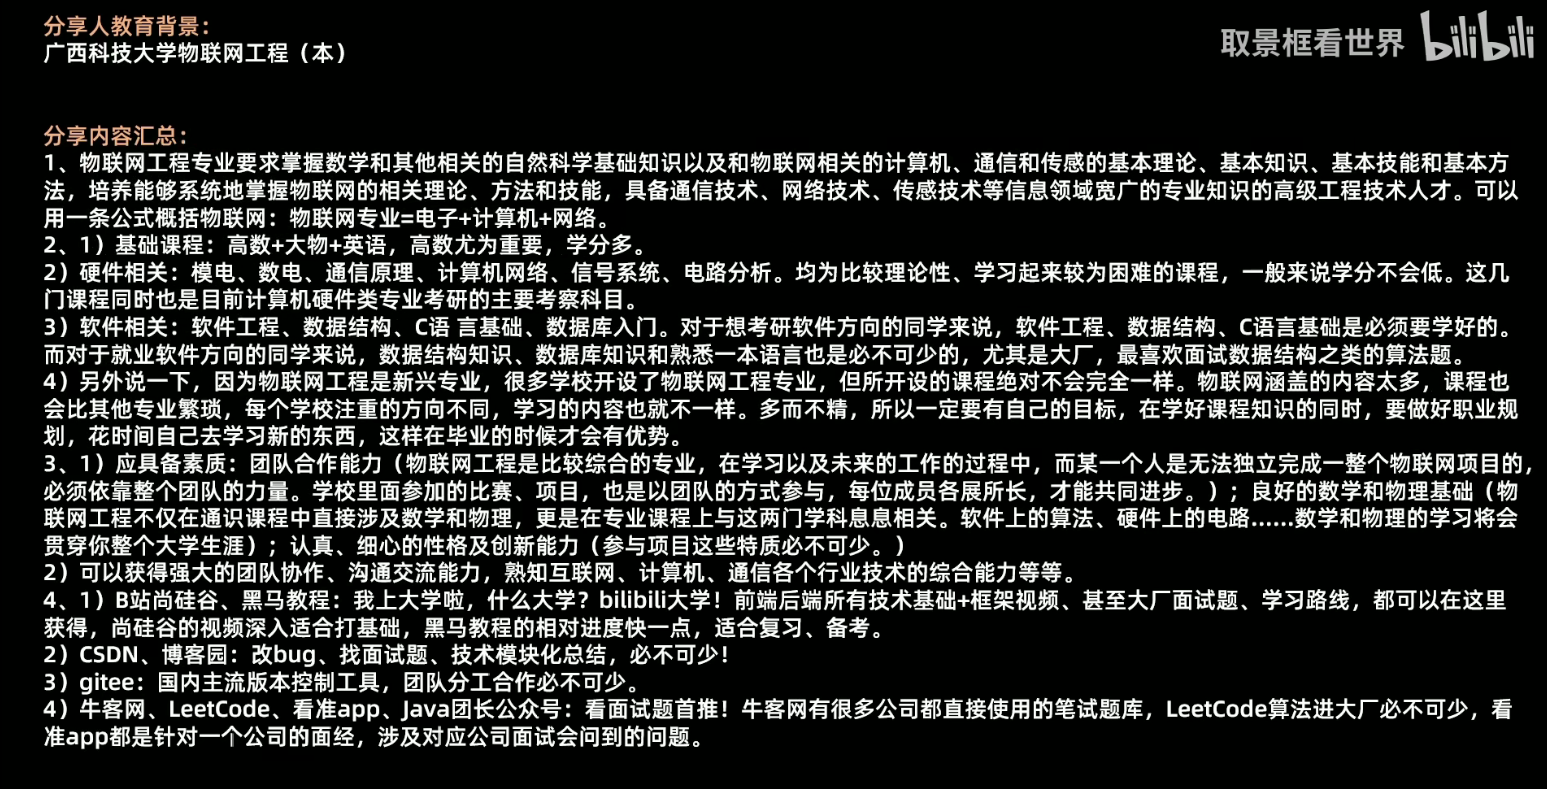 分享人教育背景：
取景框看世界 bilibili
广西科技大学物联网工程（本）
分享内容汇总：
1、物联网工程专业要求掌握数学和其他相关的自然科学基础知识以及和物联网相关的计算机、通信和传感的基本理论、基本知识、基本技能和基本方
法，培养能够系统地掌握物联网的相关理论、方法和技能，具备通信技术、网络技术、传感技术等信息领域宽广的专业知识的高级工程技术人才。可以
用一条公式概括物联网：物联网专业=电子+计算机+网络。
2、1）基础课程：高数+大物+英语，高数尤为重要，学分多。
2）硬件相关：模电、数电、通信原理、计算机网络、信号系统、电路分析。均为比较理论性、学习起来较为困难的课程，一般来说学分不会低。这几
门课程同时也是目前计算机硬件类专业考研的主要考察科目。
3）软件相关：软件工程、数据结构、C语 言基础、数据库入门。对于想考研软件方向的同学来说，软件工程、数据结构、C语言基础是必须要学好的。
而对于就业软件方向的同学来说，数据结构知识、数据库知识和熟悉一本语言也是必不可少的，尤其是大厂，最喜欢面试数据结构之类的算法题。
4）另外说一下，因为物联网工程是新兴专业，很多学校开设了物联网工程专业，但所开设的课程绝对不会完全一样。物联网涵盖的内容太多，课程也
会比其他专业繁琐，每个学校注重的方向不同，学习的内容也就不一样。多而不精，所以一定要有自己的目标，在学好课程知识的同时，要做好职业规
划，花时间自己去学习新的东西，这样在毕业的时候才会有优势。
3、1）应具备素质：团队合作能力（物联网工程是比较综合的专业，在学习以及未来的工作的过程中，而某一个人是无法独立完成一整个物联网项目的，
必须依靠整个团队的力量。学校里面参加的比赛、项目，也是以团队的方式参与，每位成员各展所长，才能共同进步。）；良好的数学和物理基础（物
联网工程不仅在通识课程中直接涉及数学和物理，更是在专业课程上与这两门学科息息相关。软件上的算法、硬件上的电路......数学和物理的学习将会
贯穿你整个大学生涯）；认真、细心的性格及创新能力（参与项目这些特质必不可少。）
2）可以获得强大的团队协作、沟通交流能力，熟知互联网、计算机、通信各个行业技术的综合能力等等。
4、1）B站尚硅谷、黑马教程：我上大学啦，什么大学？bilibili大学！前端后端所有技术基础+框架视频、甚至大厂面试题、学习路线，都可以在这里
获得，尚硅谷的视频深入适合打基础，黑马教程的相对进度快一点，适合复习、备考。
2）CSDN、博客园：改bug、找面试题、技术模块化总结，必不可少！
3）gitee：国内主流版本控制工具，团队分工合作必不可少。
4）牛客网、LeetCode、看准app、Java团长公众号：看面试题首推！牛客网有很多公司都直接使用的笔试题库，LeetCode算法进大厂必不可少，看
准app都是针对一个公司的面经，涉及对应公司面试会问到的问题。